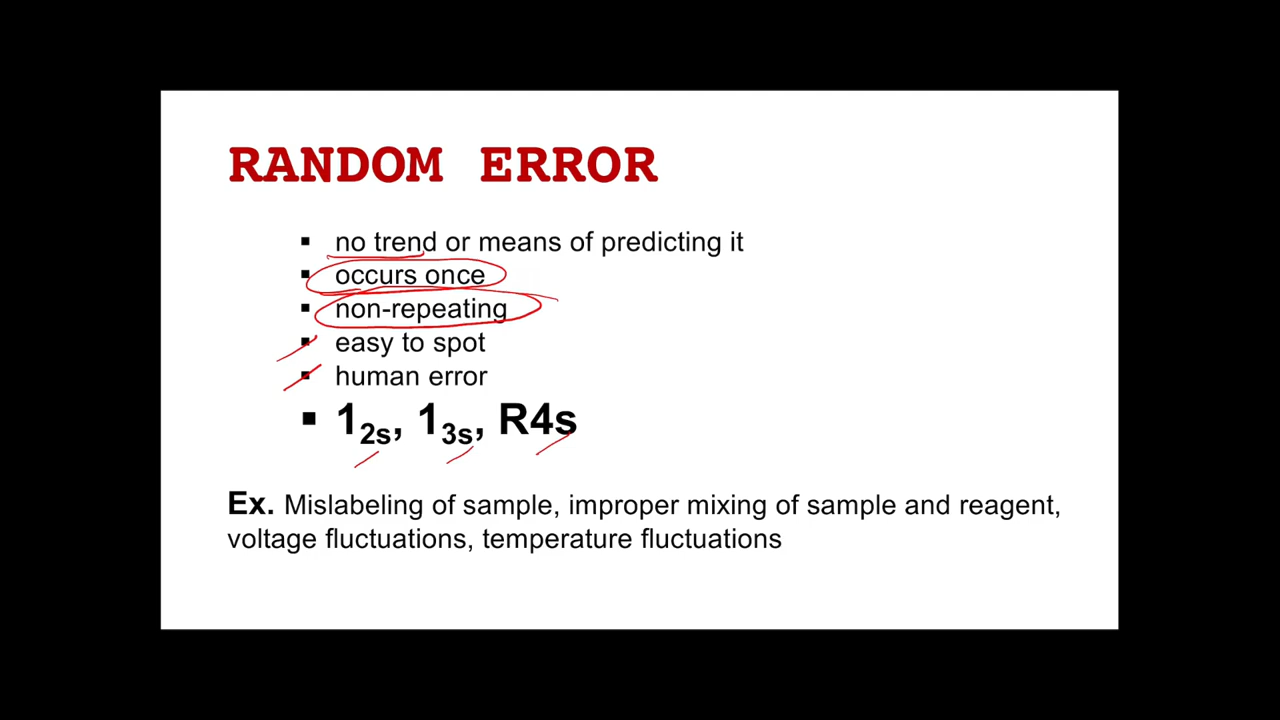 RANDOM ERROR
▪ no trend or means of predicting it
▪ occurs once
▪ non-repeating
▪ easy to spot
▪ human error
▪ 1₂ₛ, 1₃ₛ, R4s
Ex. Mislabeling of sample, improper mixing of sample and reagent,
voltage fluctuations, temperature fluctuations